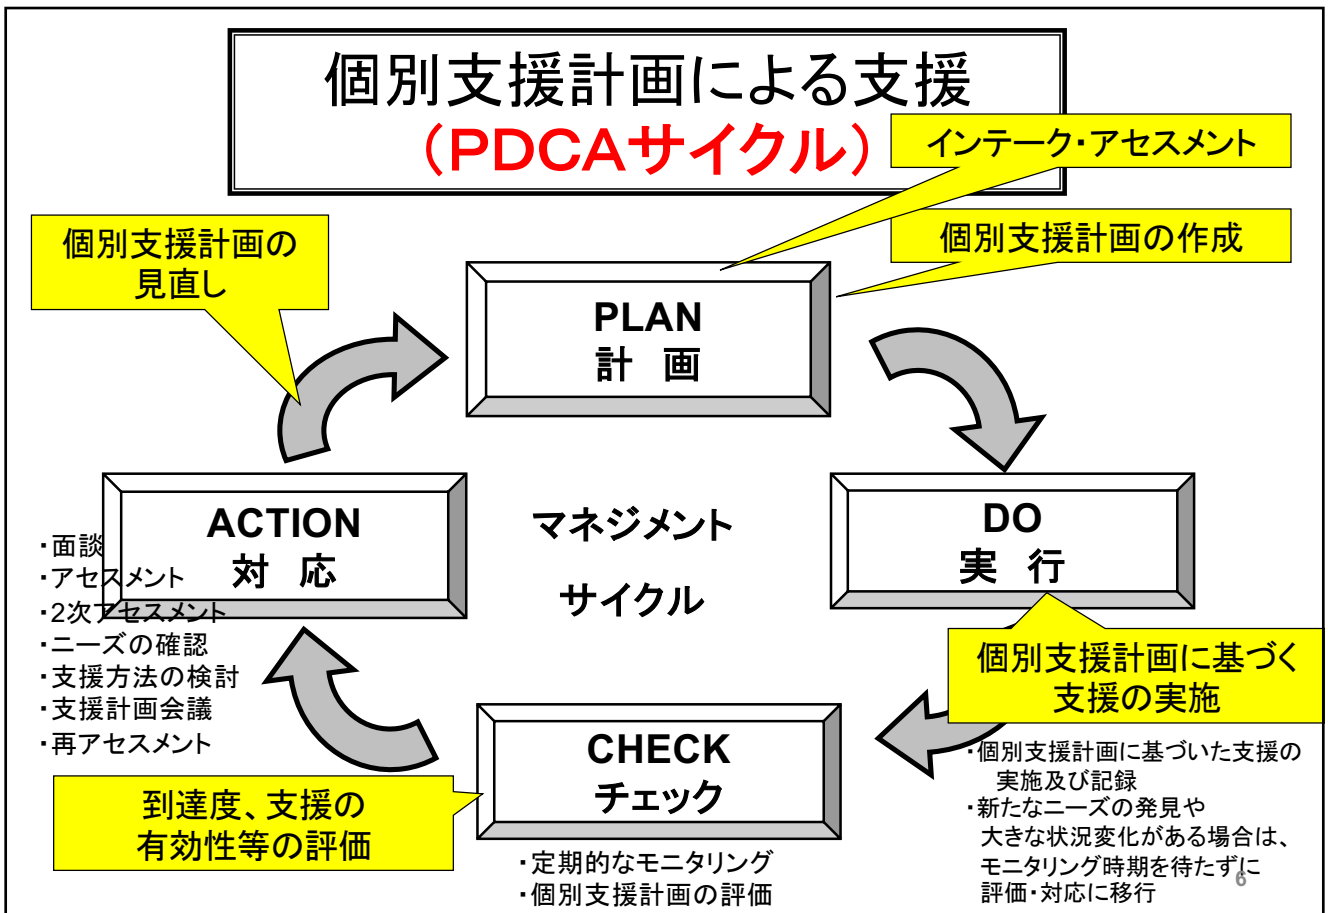 個別支援計画による支援
（PDCAサイクル）
インテーク・アセスメント
個別支援計画の作成
個別支援計画の
見直し
PLAN
計　画
ACTION
対　応
・面談
・アセスメント
・2次アセスメント
・ニーズの確認
・支援方法の検討
・支援計画会議
・再アセスメント
マネジメント
サイクル
DO
実　行
個別支援計画に基づく
支援の実施
・個別支援計画に基づいた支援の
実施及び記録
・新たなニーズの発見や
大きな状況変化がある場合は、
モニタリング時期を待たずに
評価・対応に移行
CHECK
チェック
到達度、支援の
有効性等の評価
・定期的なモニタリング
・個別支援計画の評価
6